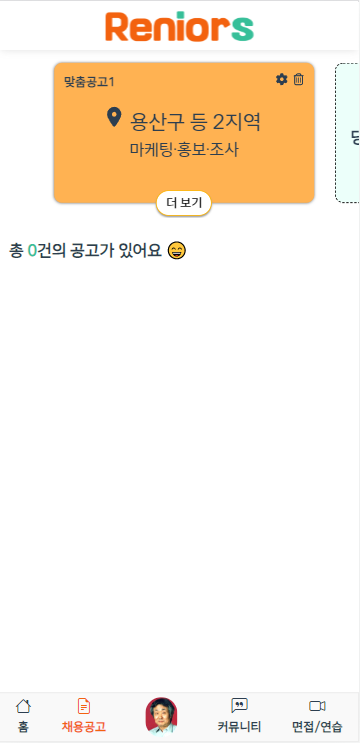 Reniors
맞춤공고1
용산구 등 2지역
마케팅·홍보·조사
더 보기
총 0건의 공고가 있어요 😄
홈
채용공고
커뮤니티
면접/연습